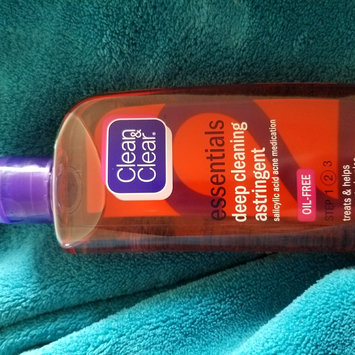 Clean &
Clear®
essentials
deep cleaning
astringent
salicylic acid acne medication
OIL-FREE
STEP 1 2 3
treats & helps